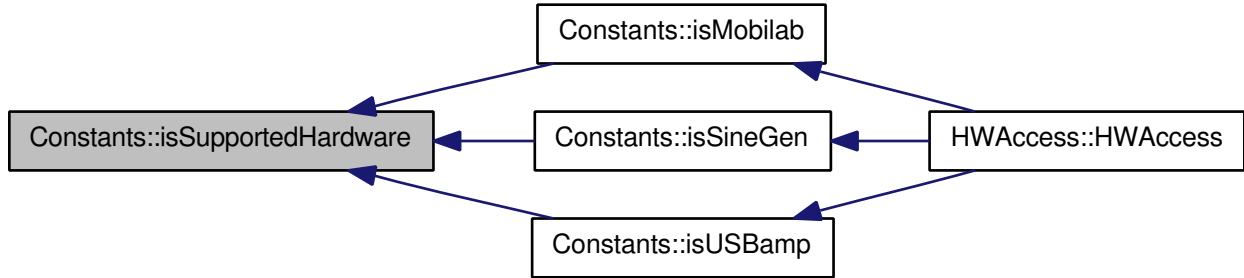 Constants::isMobilab
Constants::isSupportedHardware
Constants::isSineGen
HWAccess::HWAccess
Constants::isUSBamp